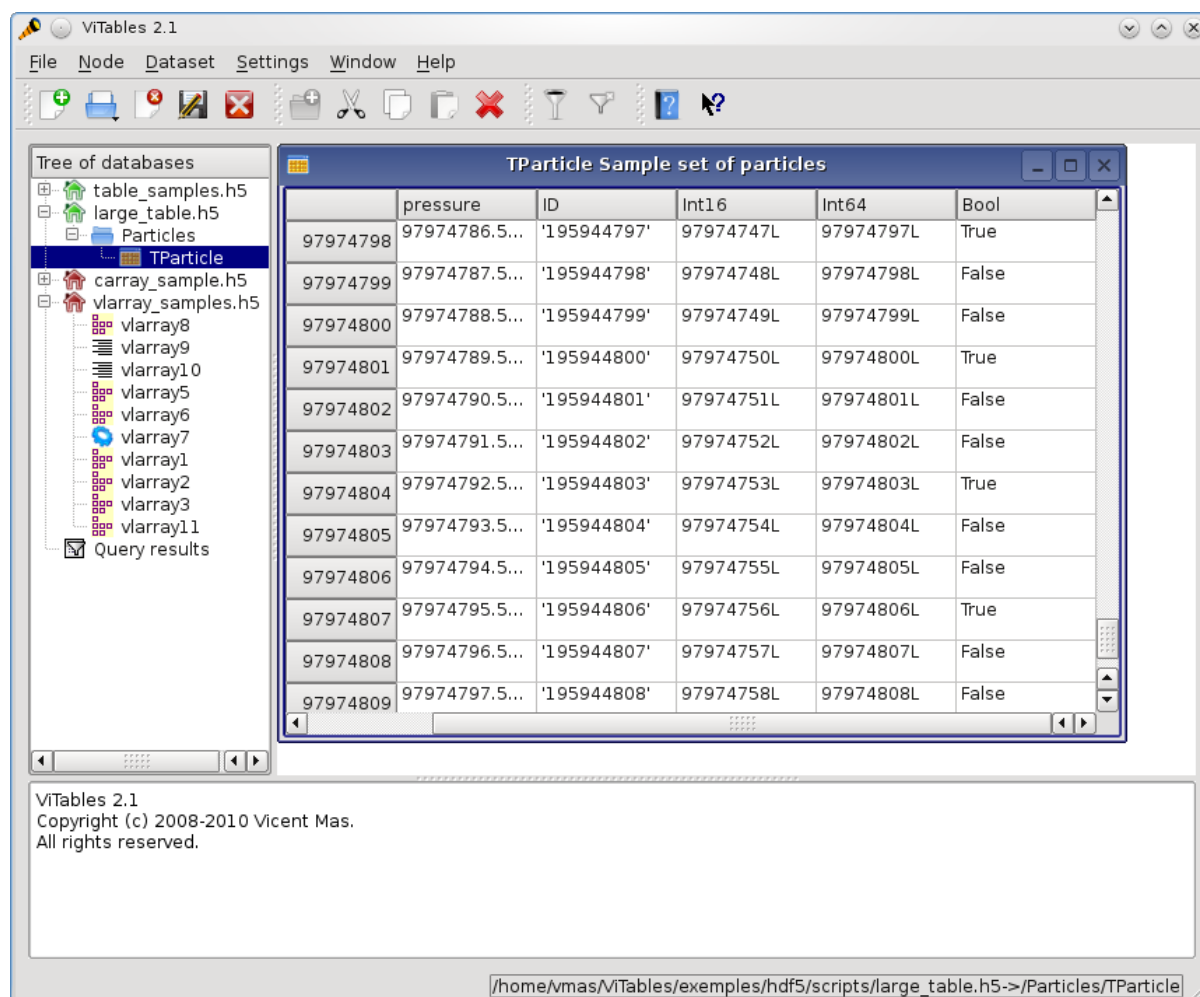 ViTables 2.1
File Node Dataset Settings Window Help
Tree of databases
table_samples.h5
large_table.h5
Particles
TParticle
carray_sample.h5
vlarray_samples.h5
vlarray8
vlarray9
vlarray10
vlarray5
vlarray6
vlarray7
vlarray1
vlarray2
vlarray3
vlarray11
Query results
TParticle Sample set of particles
pressure ID Int16 Int64 Bool
97974798 97974786.5... '195944797' 97974747L 97974797L True
97974799 97974787.5... '195944798' 97974748L 97974798L False
97974800 97974788.5... '195944799' 97974749L 97974799L False
97974801 97974789.5... '195944800' 97974750L 97974800L True
97974802 97974790.5... '195944801' 97974751L 97974801L False
97974803 97974791.5... '195944802' 97974752L 97974802L False
97974804 97974792.5... '195944803' 97974753L 97974803L True
97974805 97974793.5... '195944804' 97974754L 97974804L False
97974806 97974794.5... '195944805' 97974755L 97974805L False
97974807 97974795.5... '195944806' 97974756L 97974806L True
97974808 97974796.5... '195944807' 97974757L 97974807L False
97974809 97974797.5... '195944808' 97974758L 97974808L False
ViTables 2.1
Copyright (c) 2008-2010 Vicent Mas.
All rights reserved.
/home/vmas/ViTables/exemples/hdf5/scripts/large_table.h5->/Particles/TParticle